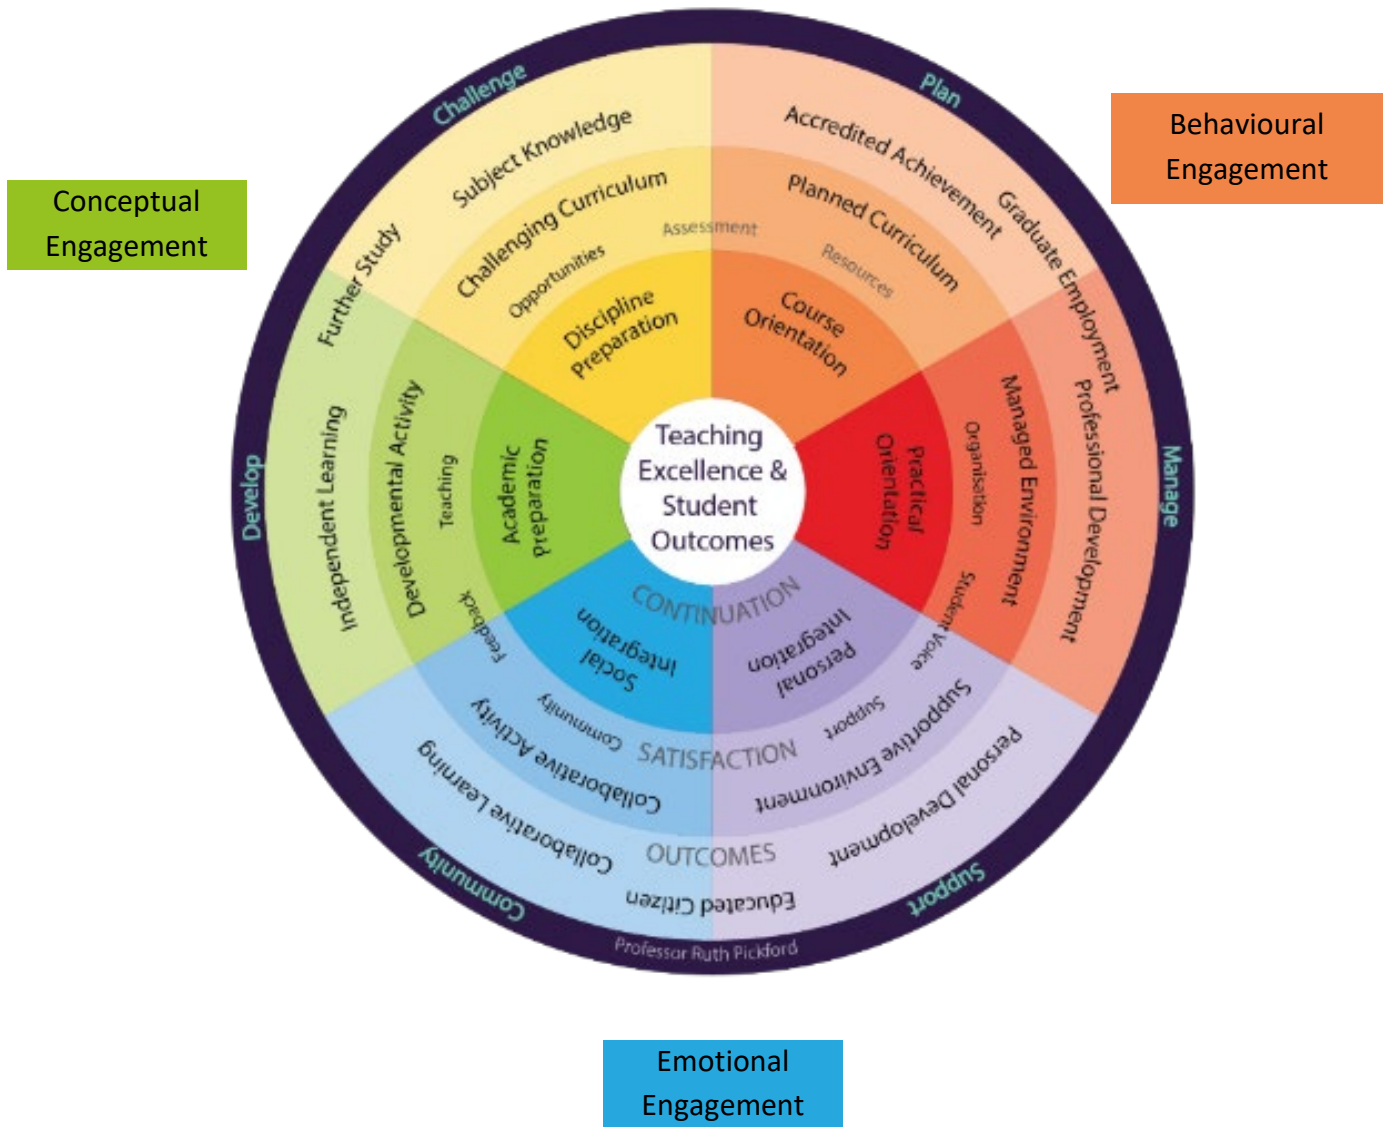 Challenge
Plan
Behavioural
Engagement
Conceptual
Engagement
Subject Knowledge
Accredited Achievement
Further Study
Graduate Employment
Challenging Curriculum
Planned Curriculum
Assessment
Opportunities
Resources
Discipline
Preparation
Course
Orientation
Develop
Independent Learning
Developmental Activity
Teaching
Academic
Preparation
Teaching
Excellence &
Student
Outcomes
Practical
Orientation
Organisation
Managed Environment
Professional Development
Manage
Feedback
Student Voice
CONTINUATION
Social
Integration
Personal
Integration
Community
Support
SATISFACTION
Collaborative Activity
Supportive Environment
Collaborative Learning
Personal Development
OUTCOMES
Educated Citizen
Community
Support
Professor Ruth Pickford
Emotional
Engagement